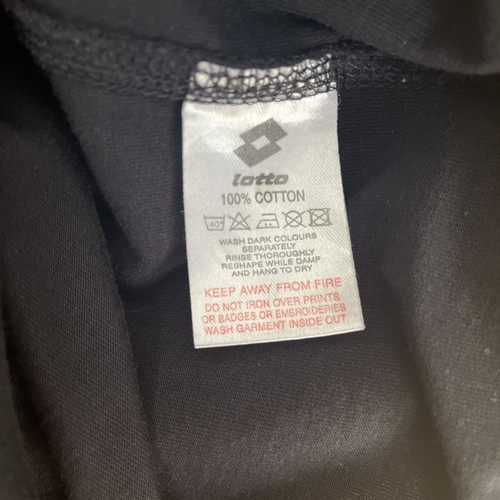 lotto
100% COTTON
40°
WASH DARK COLOURS
SEPARATELY
RINSE THOROUGHLY
RESHAPE WHILE DAMP
AND HANG TO DRY
KEEP AWAY FROM FIRE
DO NOT IRON OVER PRINTS
OR BADGES OR EMBROIDERIES
WASH GARMENT INSIDE OUT